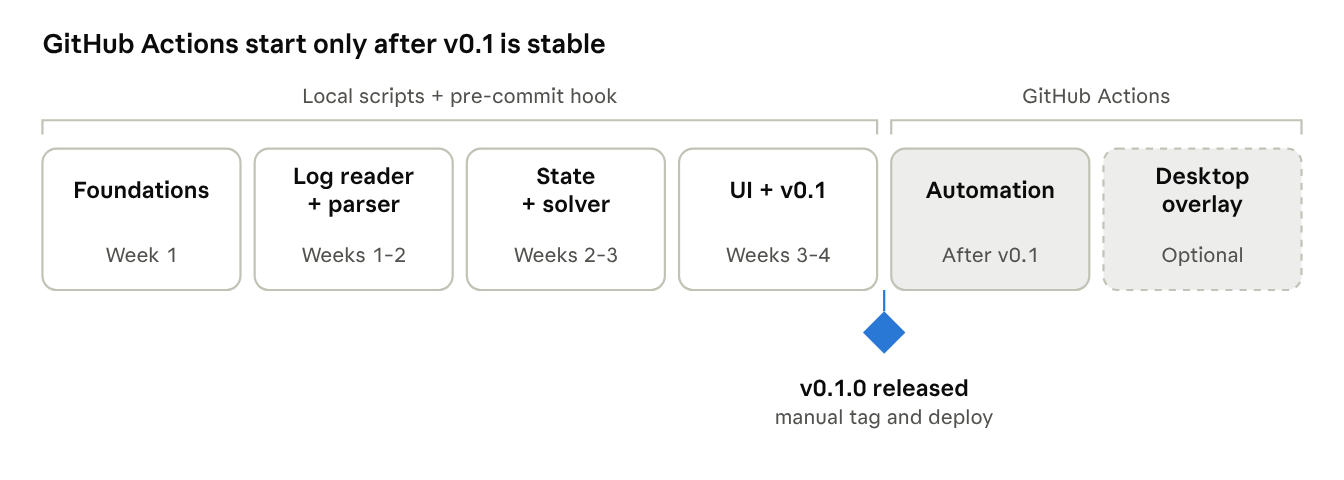 GitHub Actions start only after v0.1 is stable
Local scripts + pre-commit hook
GitHub Actions
Foundations
Week 1
Log reader
+ parser
Weeks 1-2
State
+ solver
Weeks 2-3
UI + v0.1
Weeks 3-4
Automation
After v0.1
Desktop
overlay
Optional
v0.1.0 released
manual tag and deploy